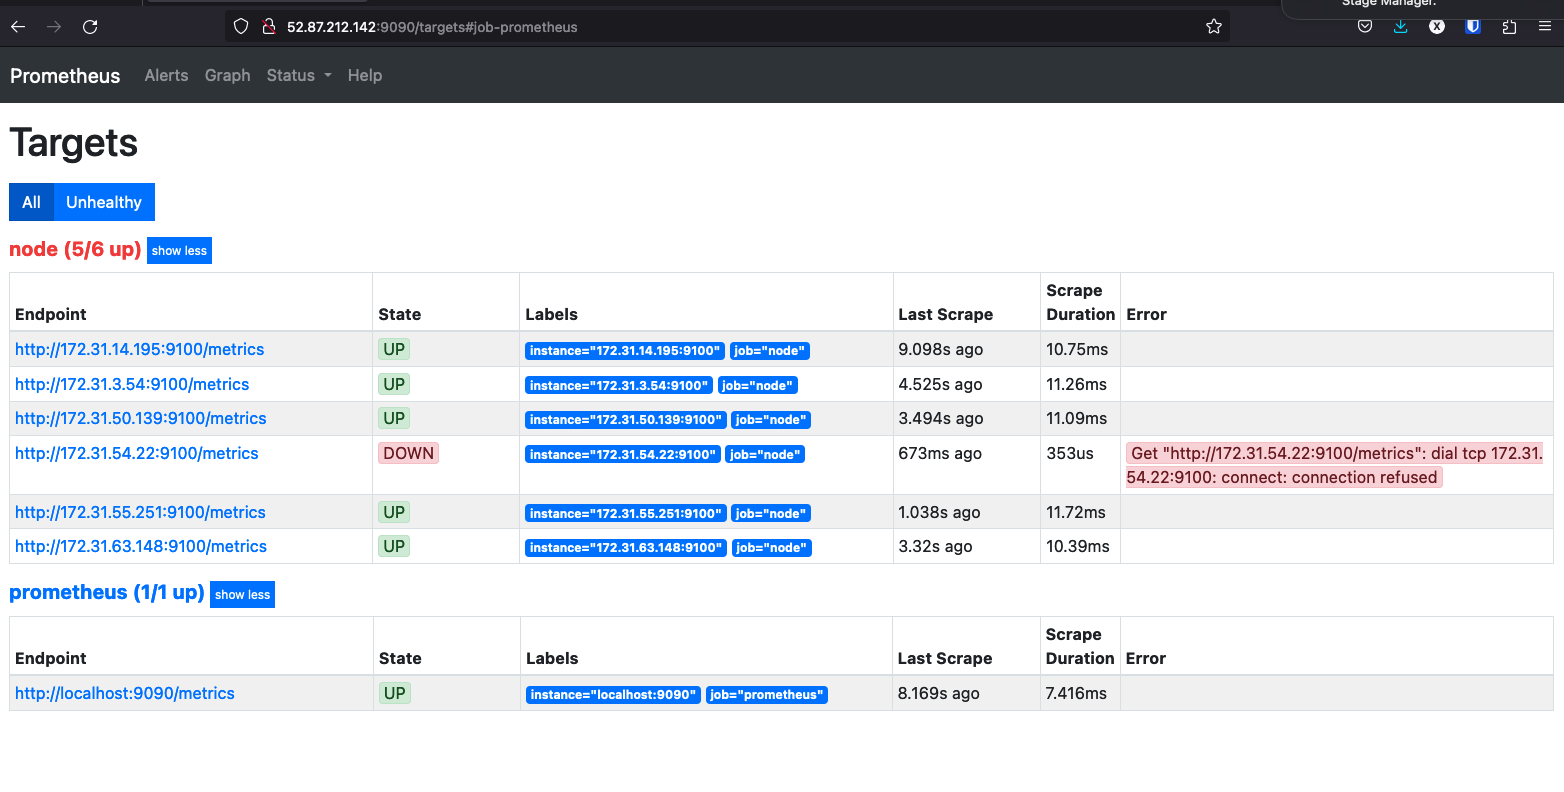 Stage Manager.
52.87.212.142:9090/targets#job-prometheus
Prometheus Alerts Graph Status Help
Targets
All Unhealthy
node (5/6 up) show less
Endpoint State Labels Last Scrape Scrape Duration Error
http://172.31.14.195:9100/metrics UP instance="172.31.14.195:9100" job="node" 9.098s ago 10.75ms
http://172.31.3.54:9100/metrics UP instance="172.31.3.54:9100" job="node" 4.525s ago 11.26ms
http://172.31.50.139:9100/metrics UP instance="172.31.50.139:9100" job="node" 3.494s ago 11.09ms
http://172.31.54.22:9100/metrics DOWN instance="172.31.54.22:9100" job="node" 673ms ago 353us Get "http://172.31.54.22:9100/metrics": dial tcp 172.31.
54.22:9100: connect: connection refused
http://172.31.55.251:9100/metrics UP instance="172.31.55.251:9100" job="node" 1.038s ago 11.72ms
http://172.31.63.148:9100/metrics UP instance="172.31.63.148:9100" job="node" 3.32s ago 10.39ms
prometheus (1/1 up) show less
Endpoint State Labels Last Scrape Scrape Duration Error
http://localhost:9090/metrics UP instance="localhost:9090" job="prometheus" 8.169s ago 7.416ms